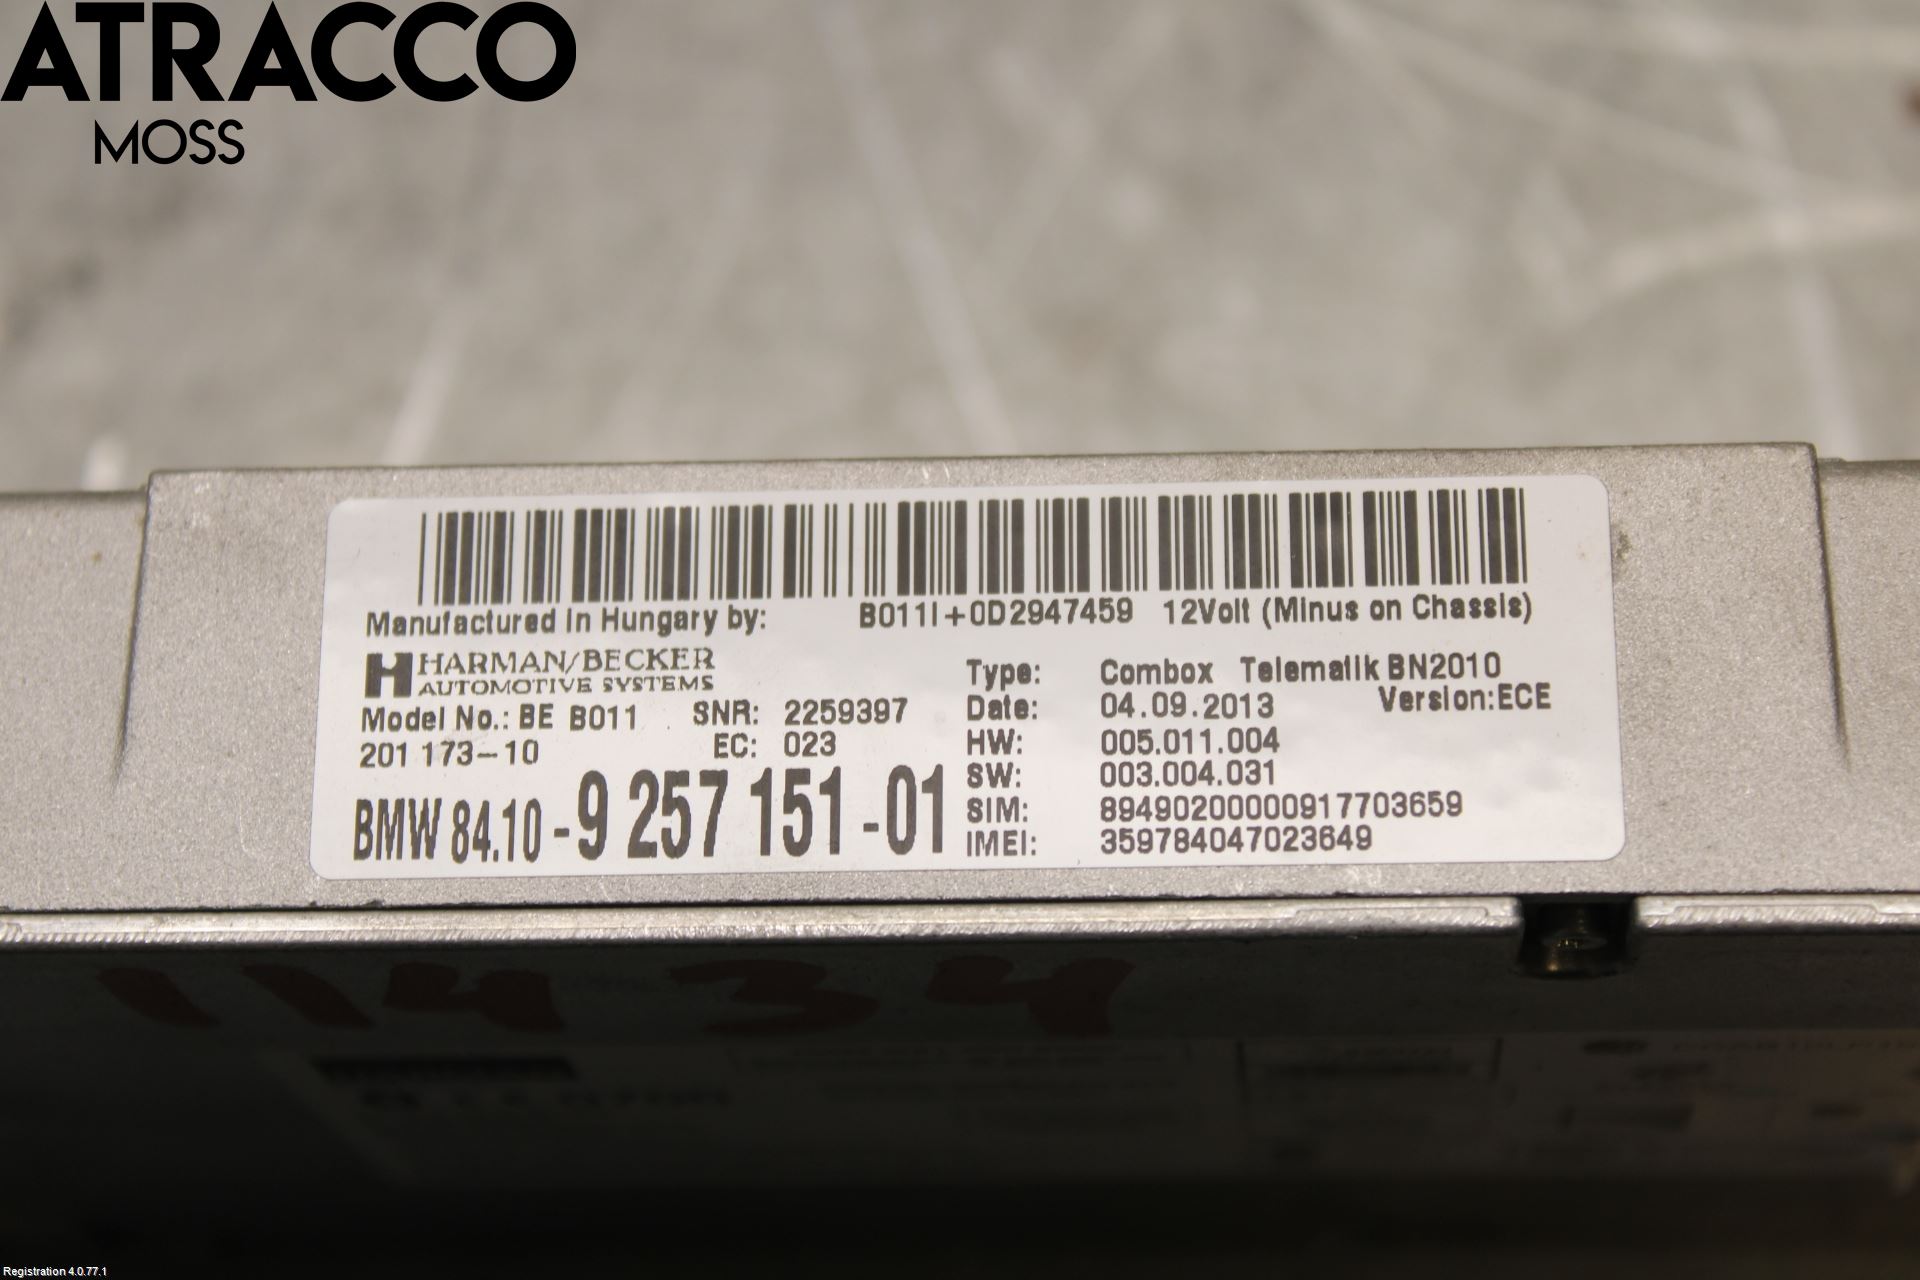 ATRACCO
MOSS
Manufactured in Hungary by: B011I+0D2947459 12Volt (Minus on Chassis)
HARMAN/BECKER
AUTOMOTIVE SYSTEMS
Type: Combox Telematik BN2010
Model No.: BE B011 SNR: 2259397 Date: 04.09.2013 Version:ECE
201 173-10 EC: 023 HW: 005.011.004
SW: 003.004.031
BMW 84.10-9 257 151-01
SIM: 89490200000917703659
IMEI: 359784047023649
11434
Registration 4.0.77.1